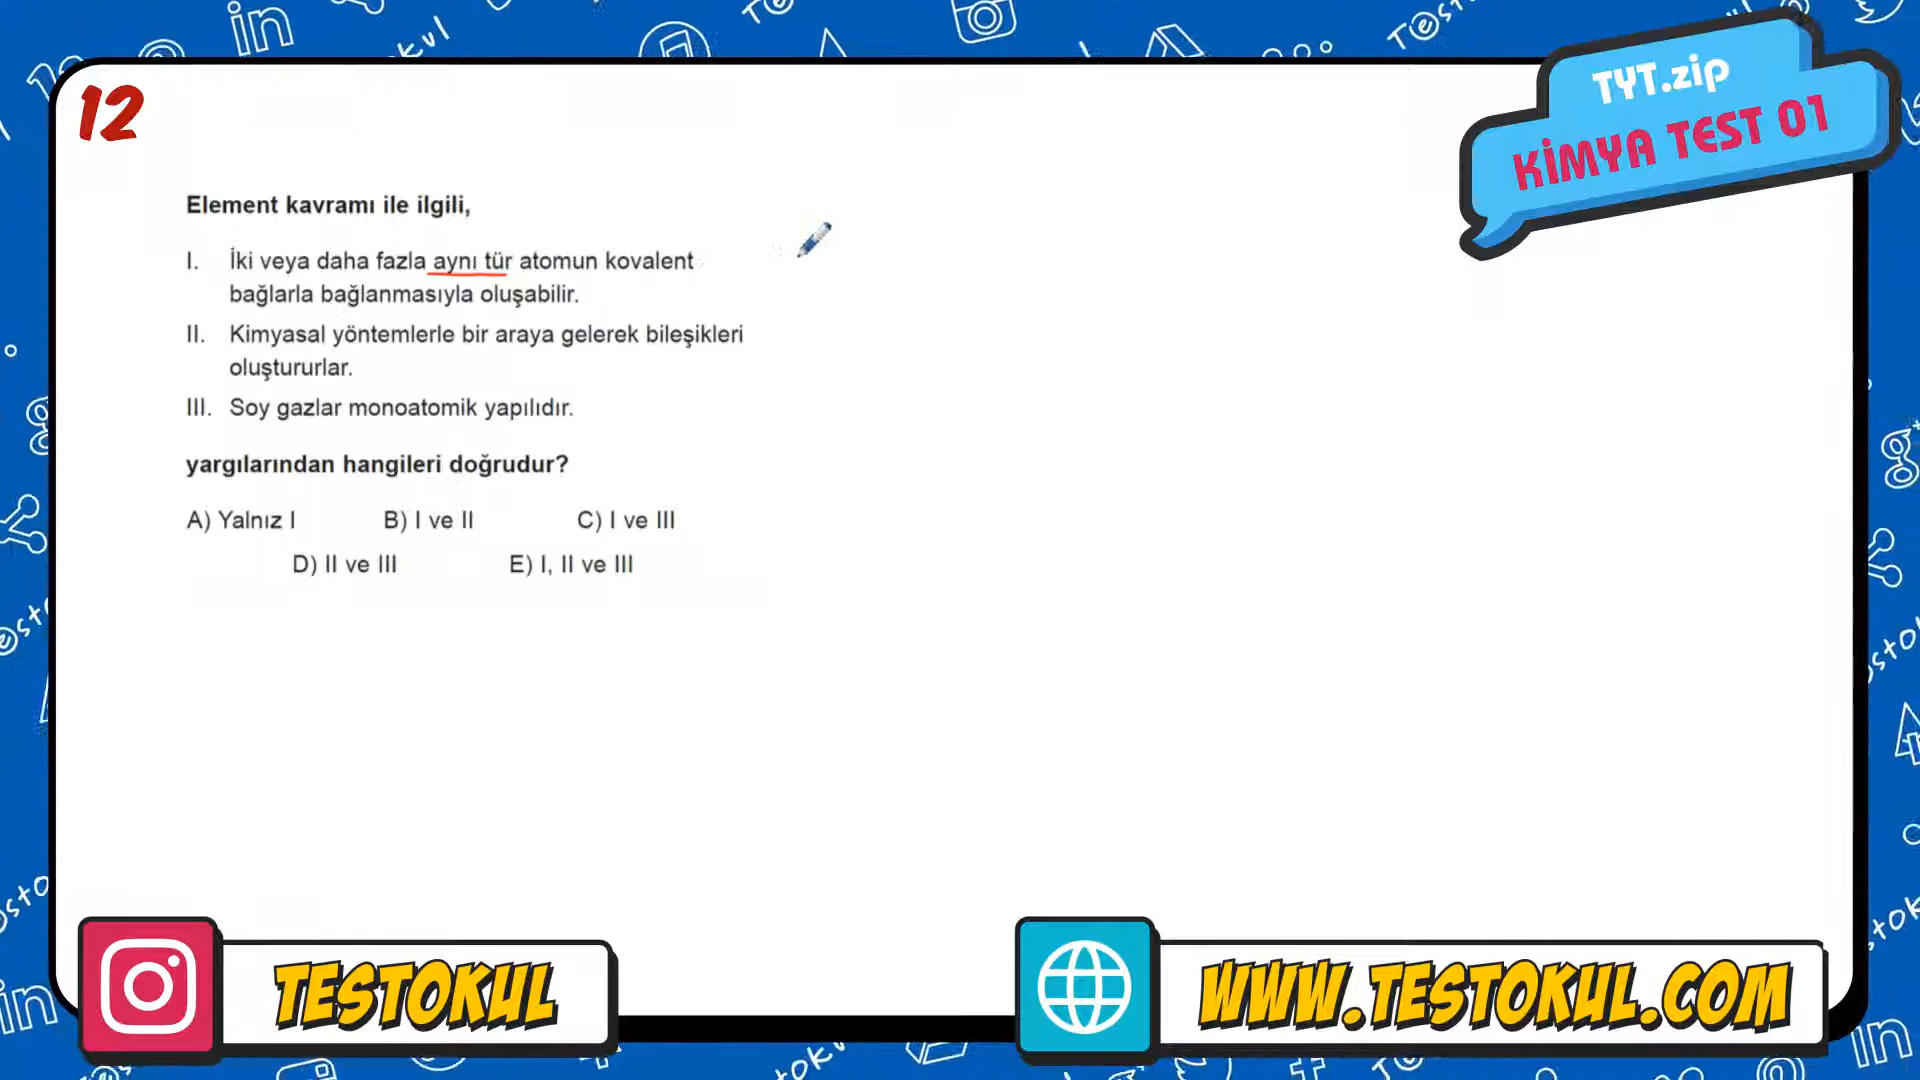 12
TYT.zip
KİMYA TEST 01
Element kavramı ile ilgili,
I. İki veya daha fazla aynı tür atomun kovalent
bağlarla bağlanmasıyla oluşabilir.
II. Kimyasal yöntemlerle bir araya gelerek bileşikleri
oluştururlar.
III. Soy gazlar monoatomik yapılıdır.
yargılarından hangileri doğrudur?
A) Yalnız I B) I ve II C) I ve III
D) II ve III E) I, II ve III
TESTOKUL
WWW.TESTOKUL.COM